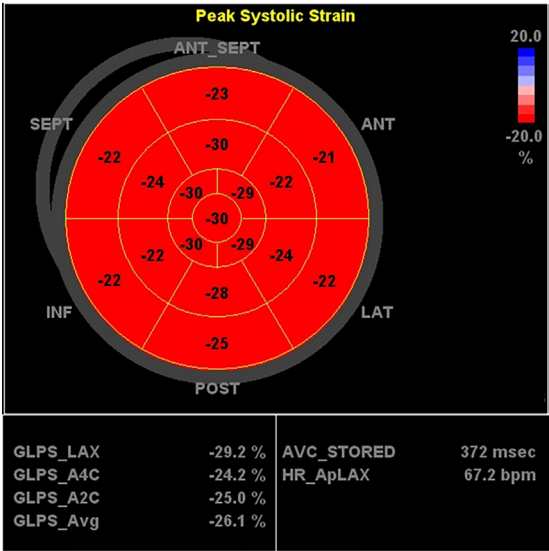 Peak Systolic Strain
20.0
-20.0
%
ANT_SEPT
SEPT
ANT
-23
-22
-21
-30
-24
-22
-30
-29
-30
-30
-29
-22
-24
-28
-22
-22
-25
INF
LAT
POST
GLPS_LAX -29.2 %
GLPS_A4C -24.2 %
GLPS_A2C -25.0 %
GLPS_Avg -26.1 %
AVC_STORED 372 msec
HR_ApLAX 67.2 bpm